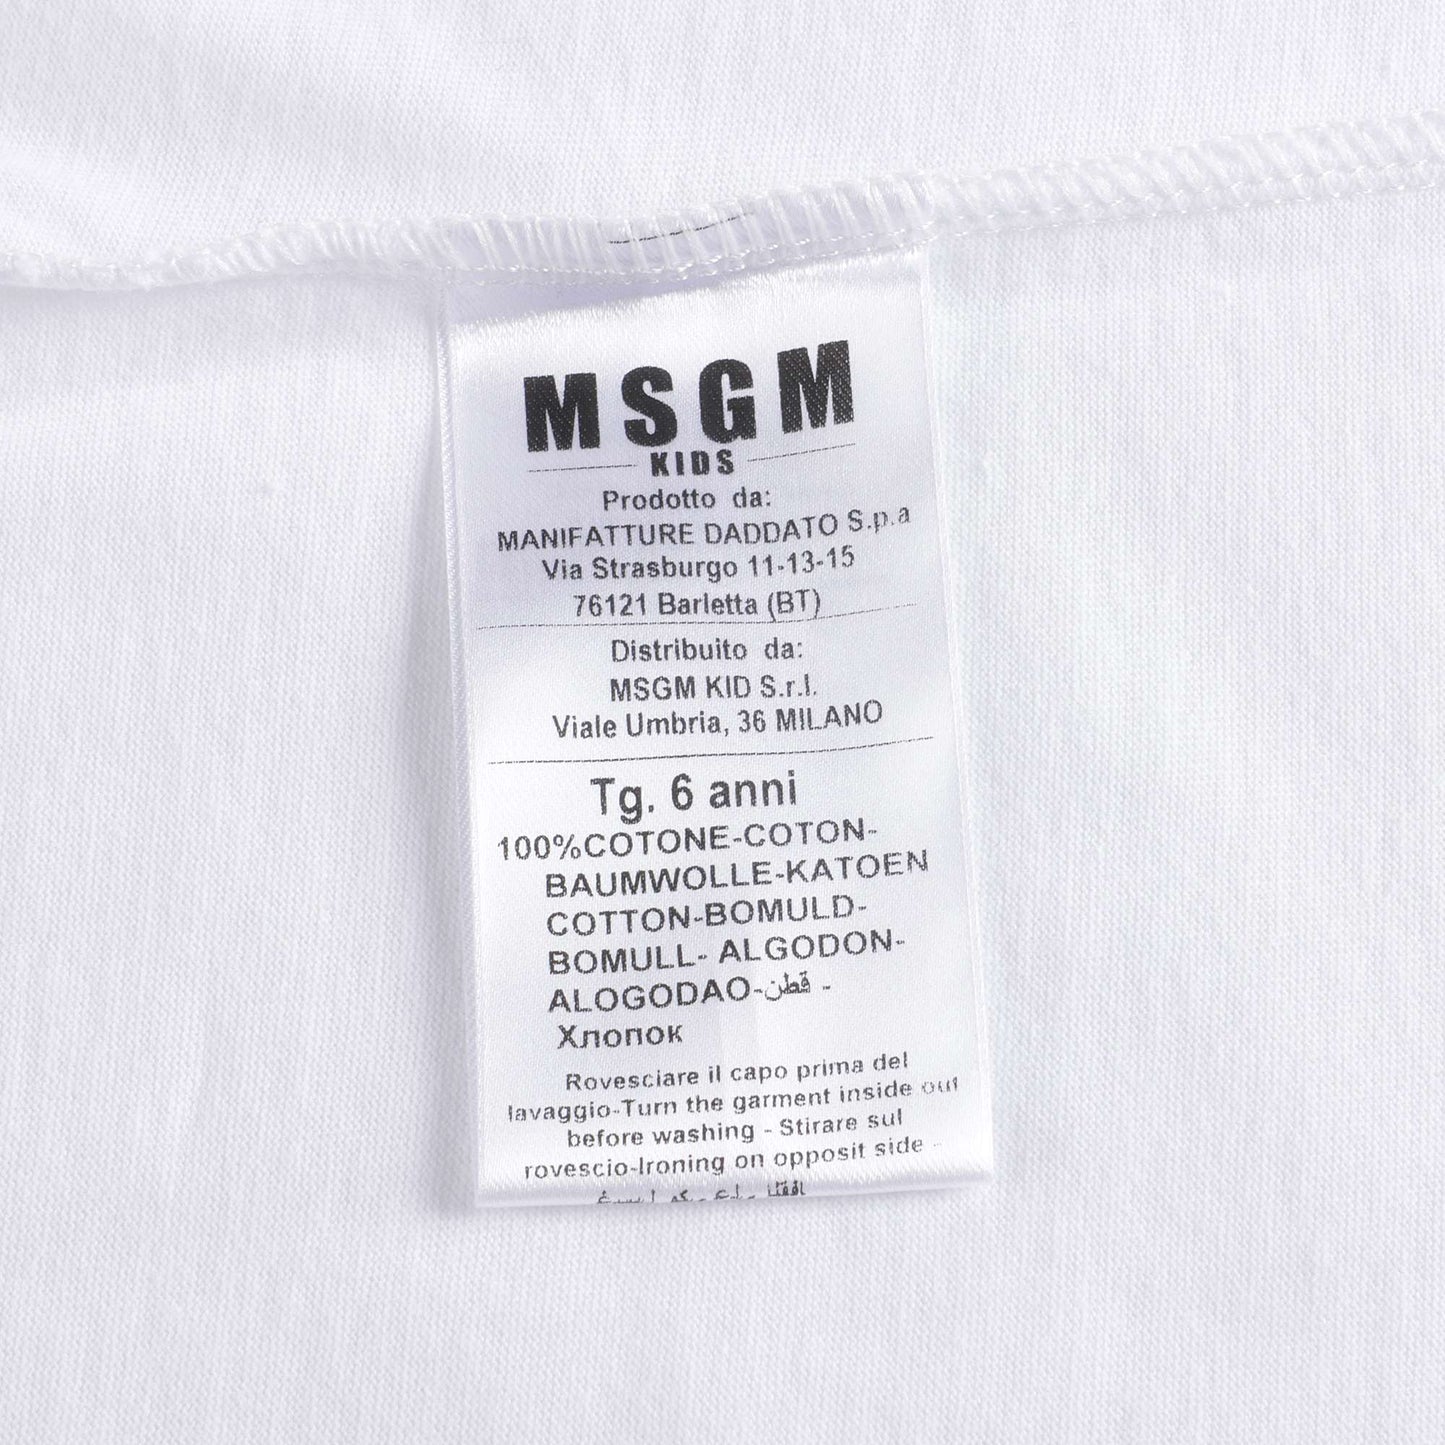 MSGM
KIDS
Prodotto da:
MANIFATTURE DADDATO S.p.a
Via Strasburgo 11-13-15
76121 Barletta (BT)
Distribuito da:
MSGM KID S.r.l.
Viale Umbria, 36 MILANO
Tg. 6 anni
100%COTONE-COTON-
BAUMWOLLE-KATOEN
COTTON-BOMULD-
BOMULL- ALGODON-
ALOGODAO-قطن -
Хлопок
Rovesciare il capo prima del
lavaggio-Turn the garment inside out
before washing - Stirare sul
rovescio-Ironing on opposit side -